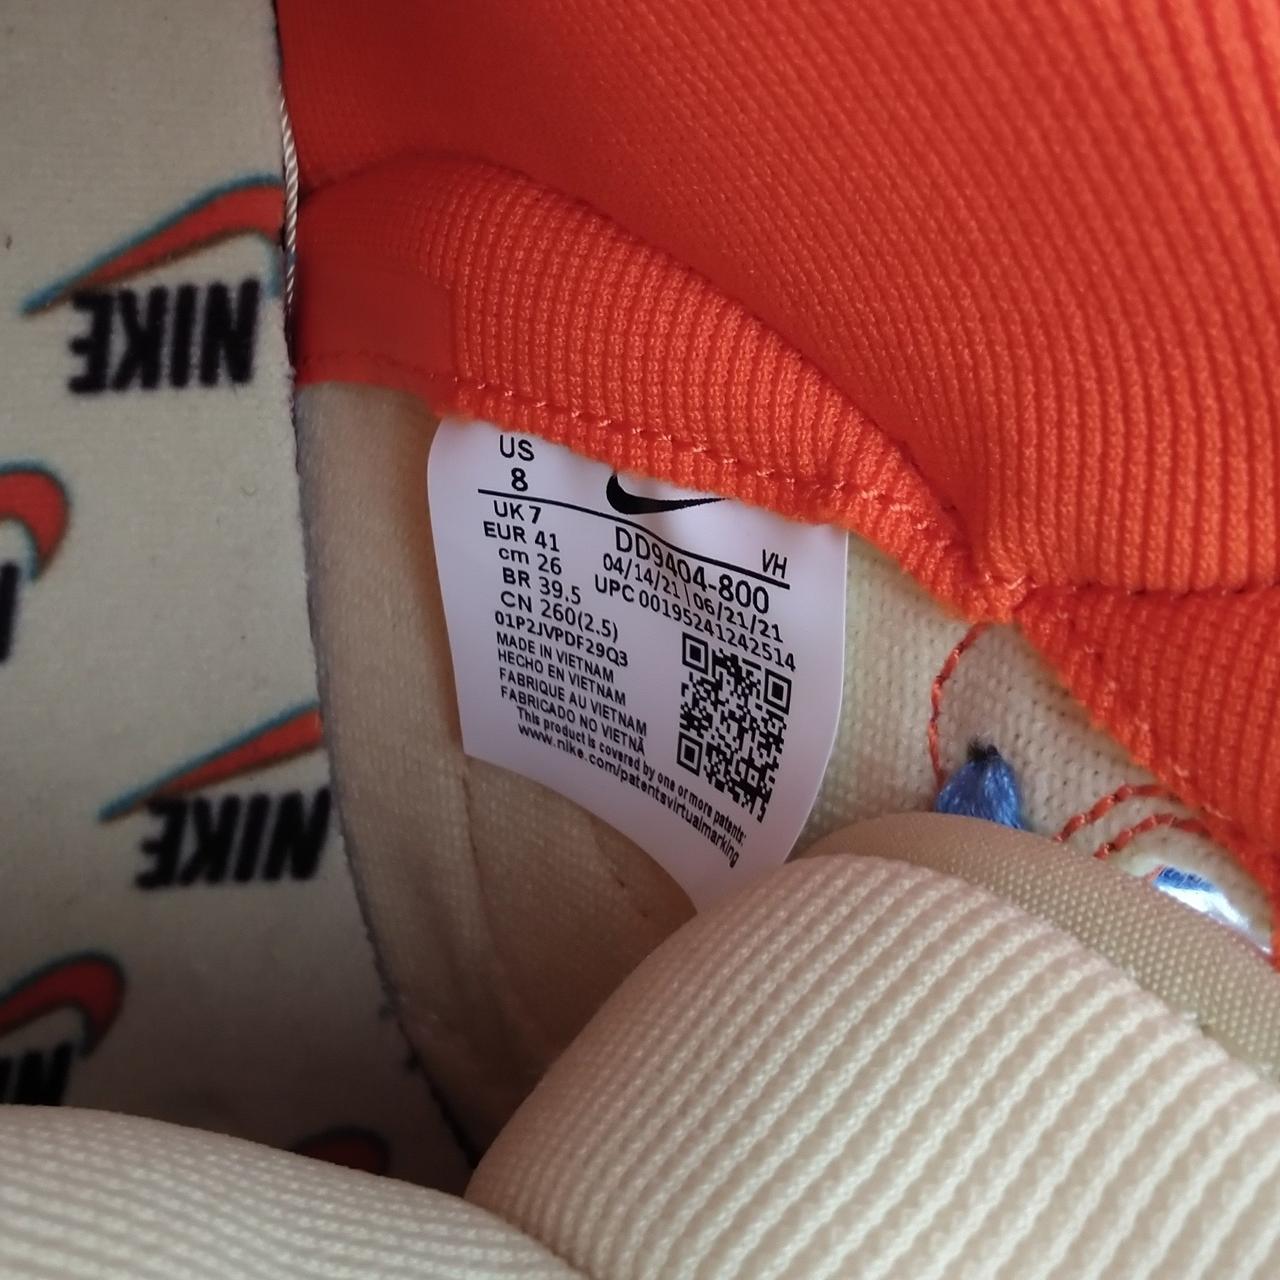 US
8
UK 7
EUR 41
cm 26
BR 39.5
CN 260(2.5)
01P2JVPDF29Q3
MADE IN VIETNAM
HECHO EN VIETNAM
FABRIQUE AU VIETNAM
FABRICADO NO VIETNÃ
This product is covered by one or more patents:
www.nike.com/patentsvirtualmarking
VH
DD9404-800
04/14/21 06/21/21
UPC 00195241242514
NIKE
NIKE